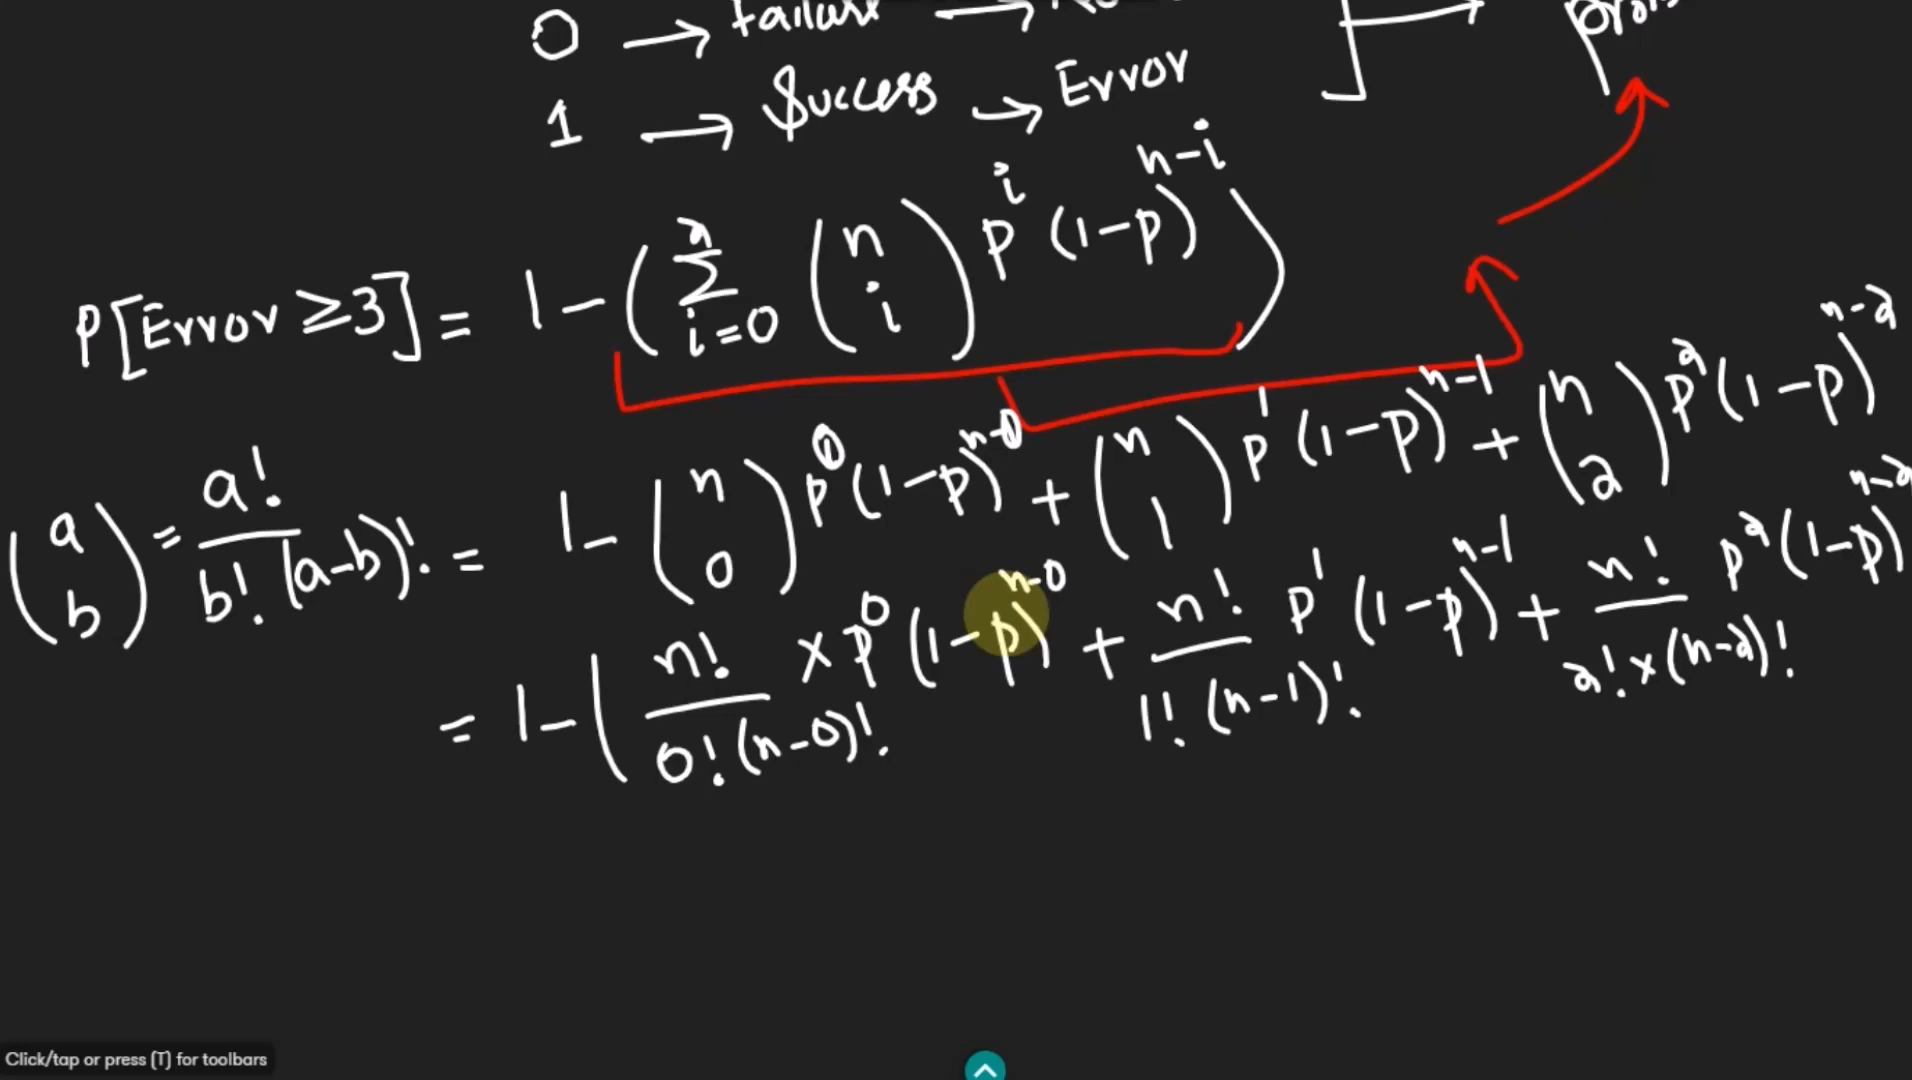 0 → Failure →
1 → Success → Error
P[Error ≥3] = 1-(∑_{i=0}^{2} (n i) p^i (1-p)^{n-i})
(a b) = a!/b!(a-b)! = 1-(n 0) p^0 (1-p)^{n-0} + (n 1) p^1 (1-p)^{n-1} + (n 2) p^2 (1-p)^{n-2}
= 1-( n!/0!(n-0)! × p^0 (1-p)^{n-0} + n!/1!(n-1)! p^1 (1-p)^{n-1} + n!/2!×(n-2)! p^2 (1-p)^{n-2}
Click/tap or press (T) for toolbars